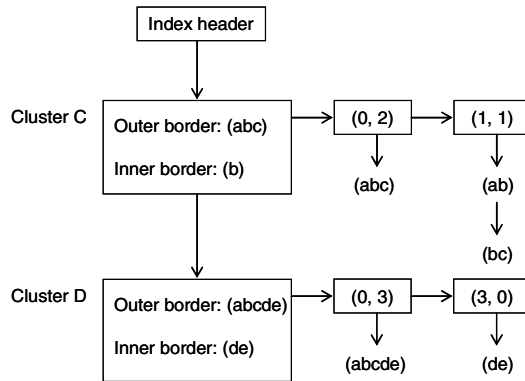 Index header
Cluster C
Outer border: (abc)
Inner border: (b)
(0, 2)
(1, 1)
(abc)
(ab)
(bc)
Cluster D
Outer border: (abcde)
Inner border: (de)
(0, 3)
(3, 0)
(abcde)
(de)